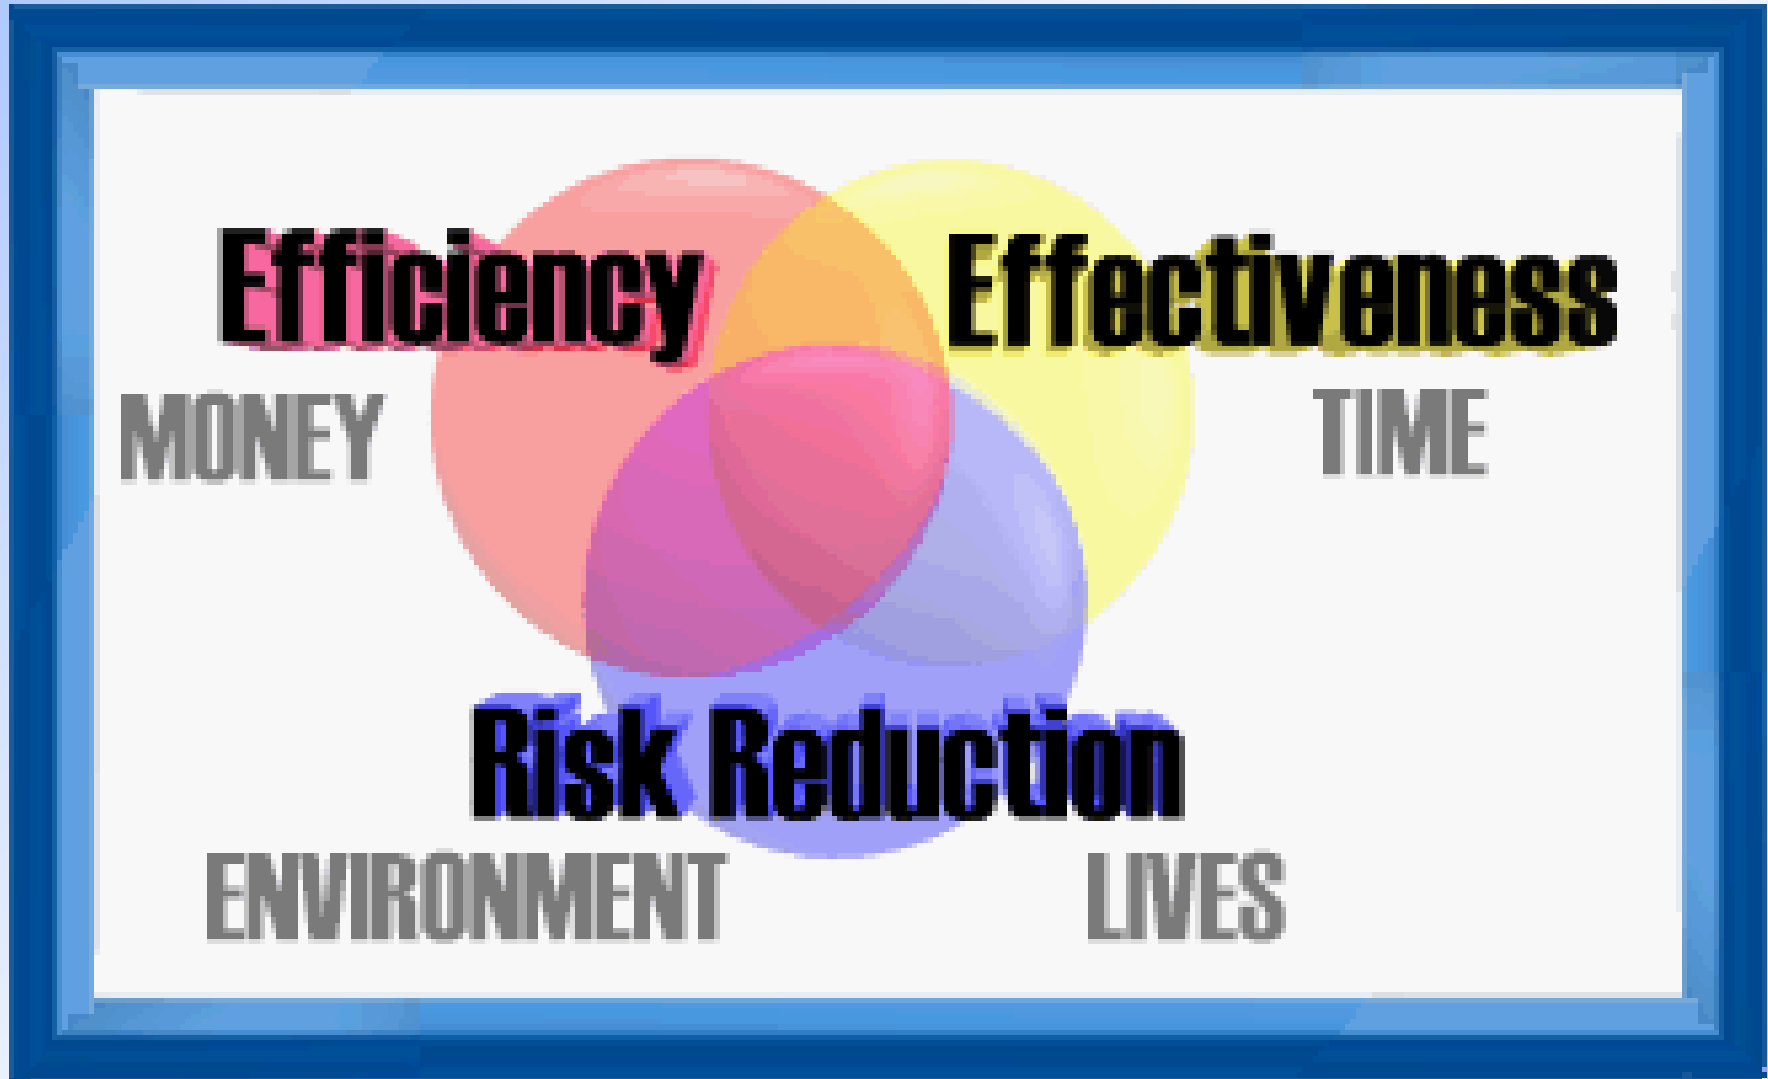 Efficiency
Effectiveness
MONEY
TIME
Risk Reduction
ENVIRONMENT
LIVES